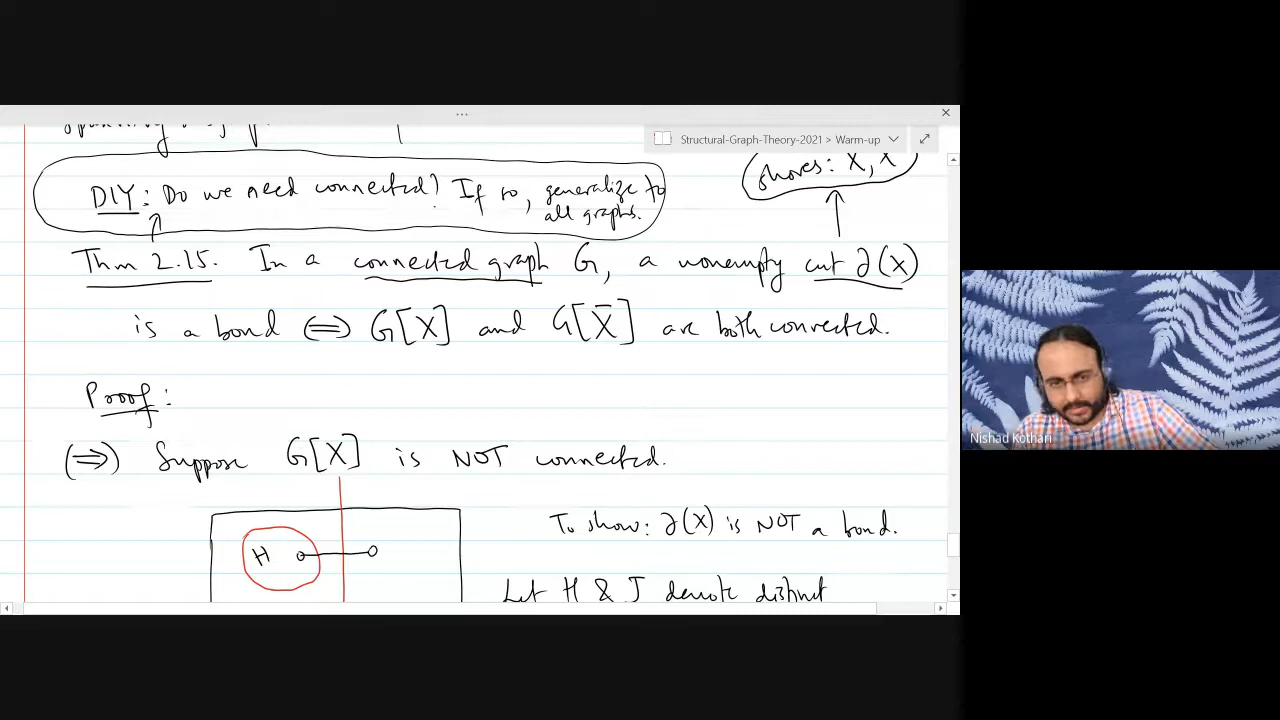 Structural-Graph-Theory-2021 > Warm-up
shores: X, X̄
DIY: Do we need connected? If so, generalize to
all graphs.
Thm 2.15. In a connected graph G, a nonempty cut ∂(X)
is a bond ⟺ G[X] and G[X̄] are both connected.
Proof:
(⟹) Suppose G[X] is NOT connected.
To show: ∂(X) is NOT a bond.
H
Let H & J denote distinct
Nishad Kothari